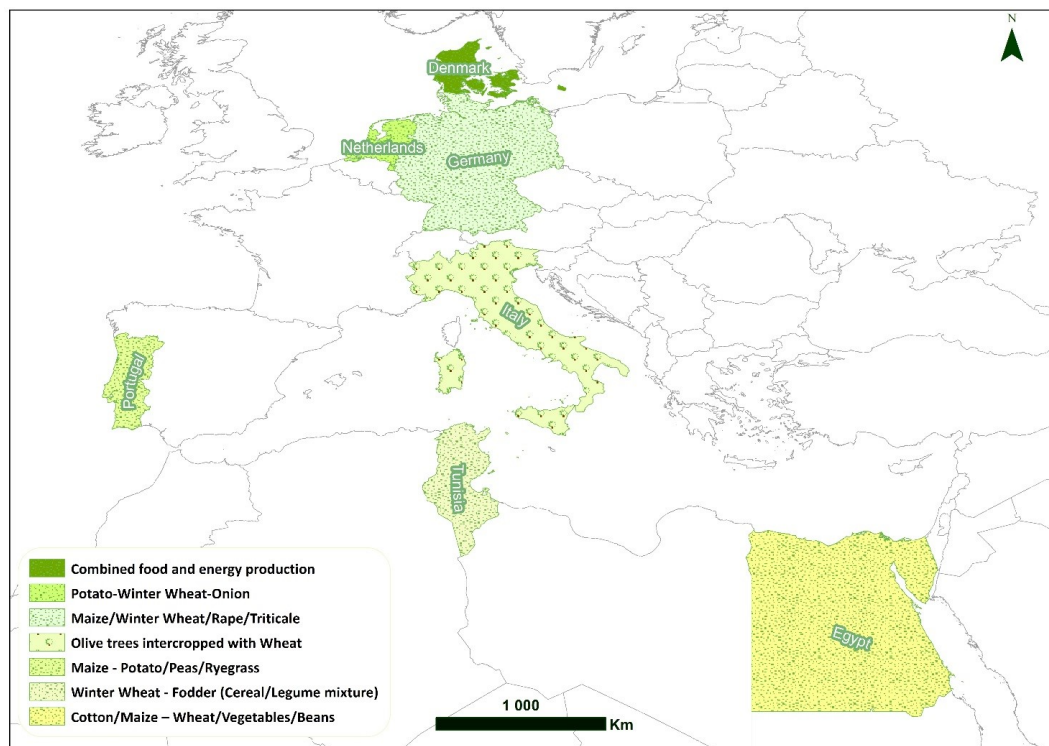 N
Denmark
Netherlands
Germany
Italy
Portugal
Tunisia
Egypt
Combined food and energy production
Potato-Winter Wheat-Onion
Maize/Winter Wheat/Rape/Triticale
Olive trees intercropped with Wheat
Maize - Potato/Peas/Ryegrass
Winter Wheat - Fodder (Cereal/Legume mixture)
Cotton/Maize – Wheat/Vegetables/Beans
1 000
Km